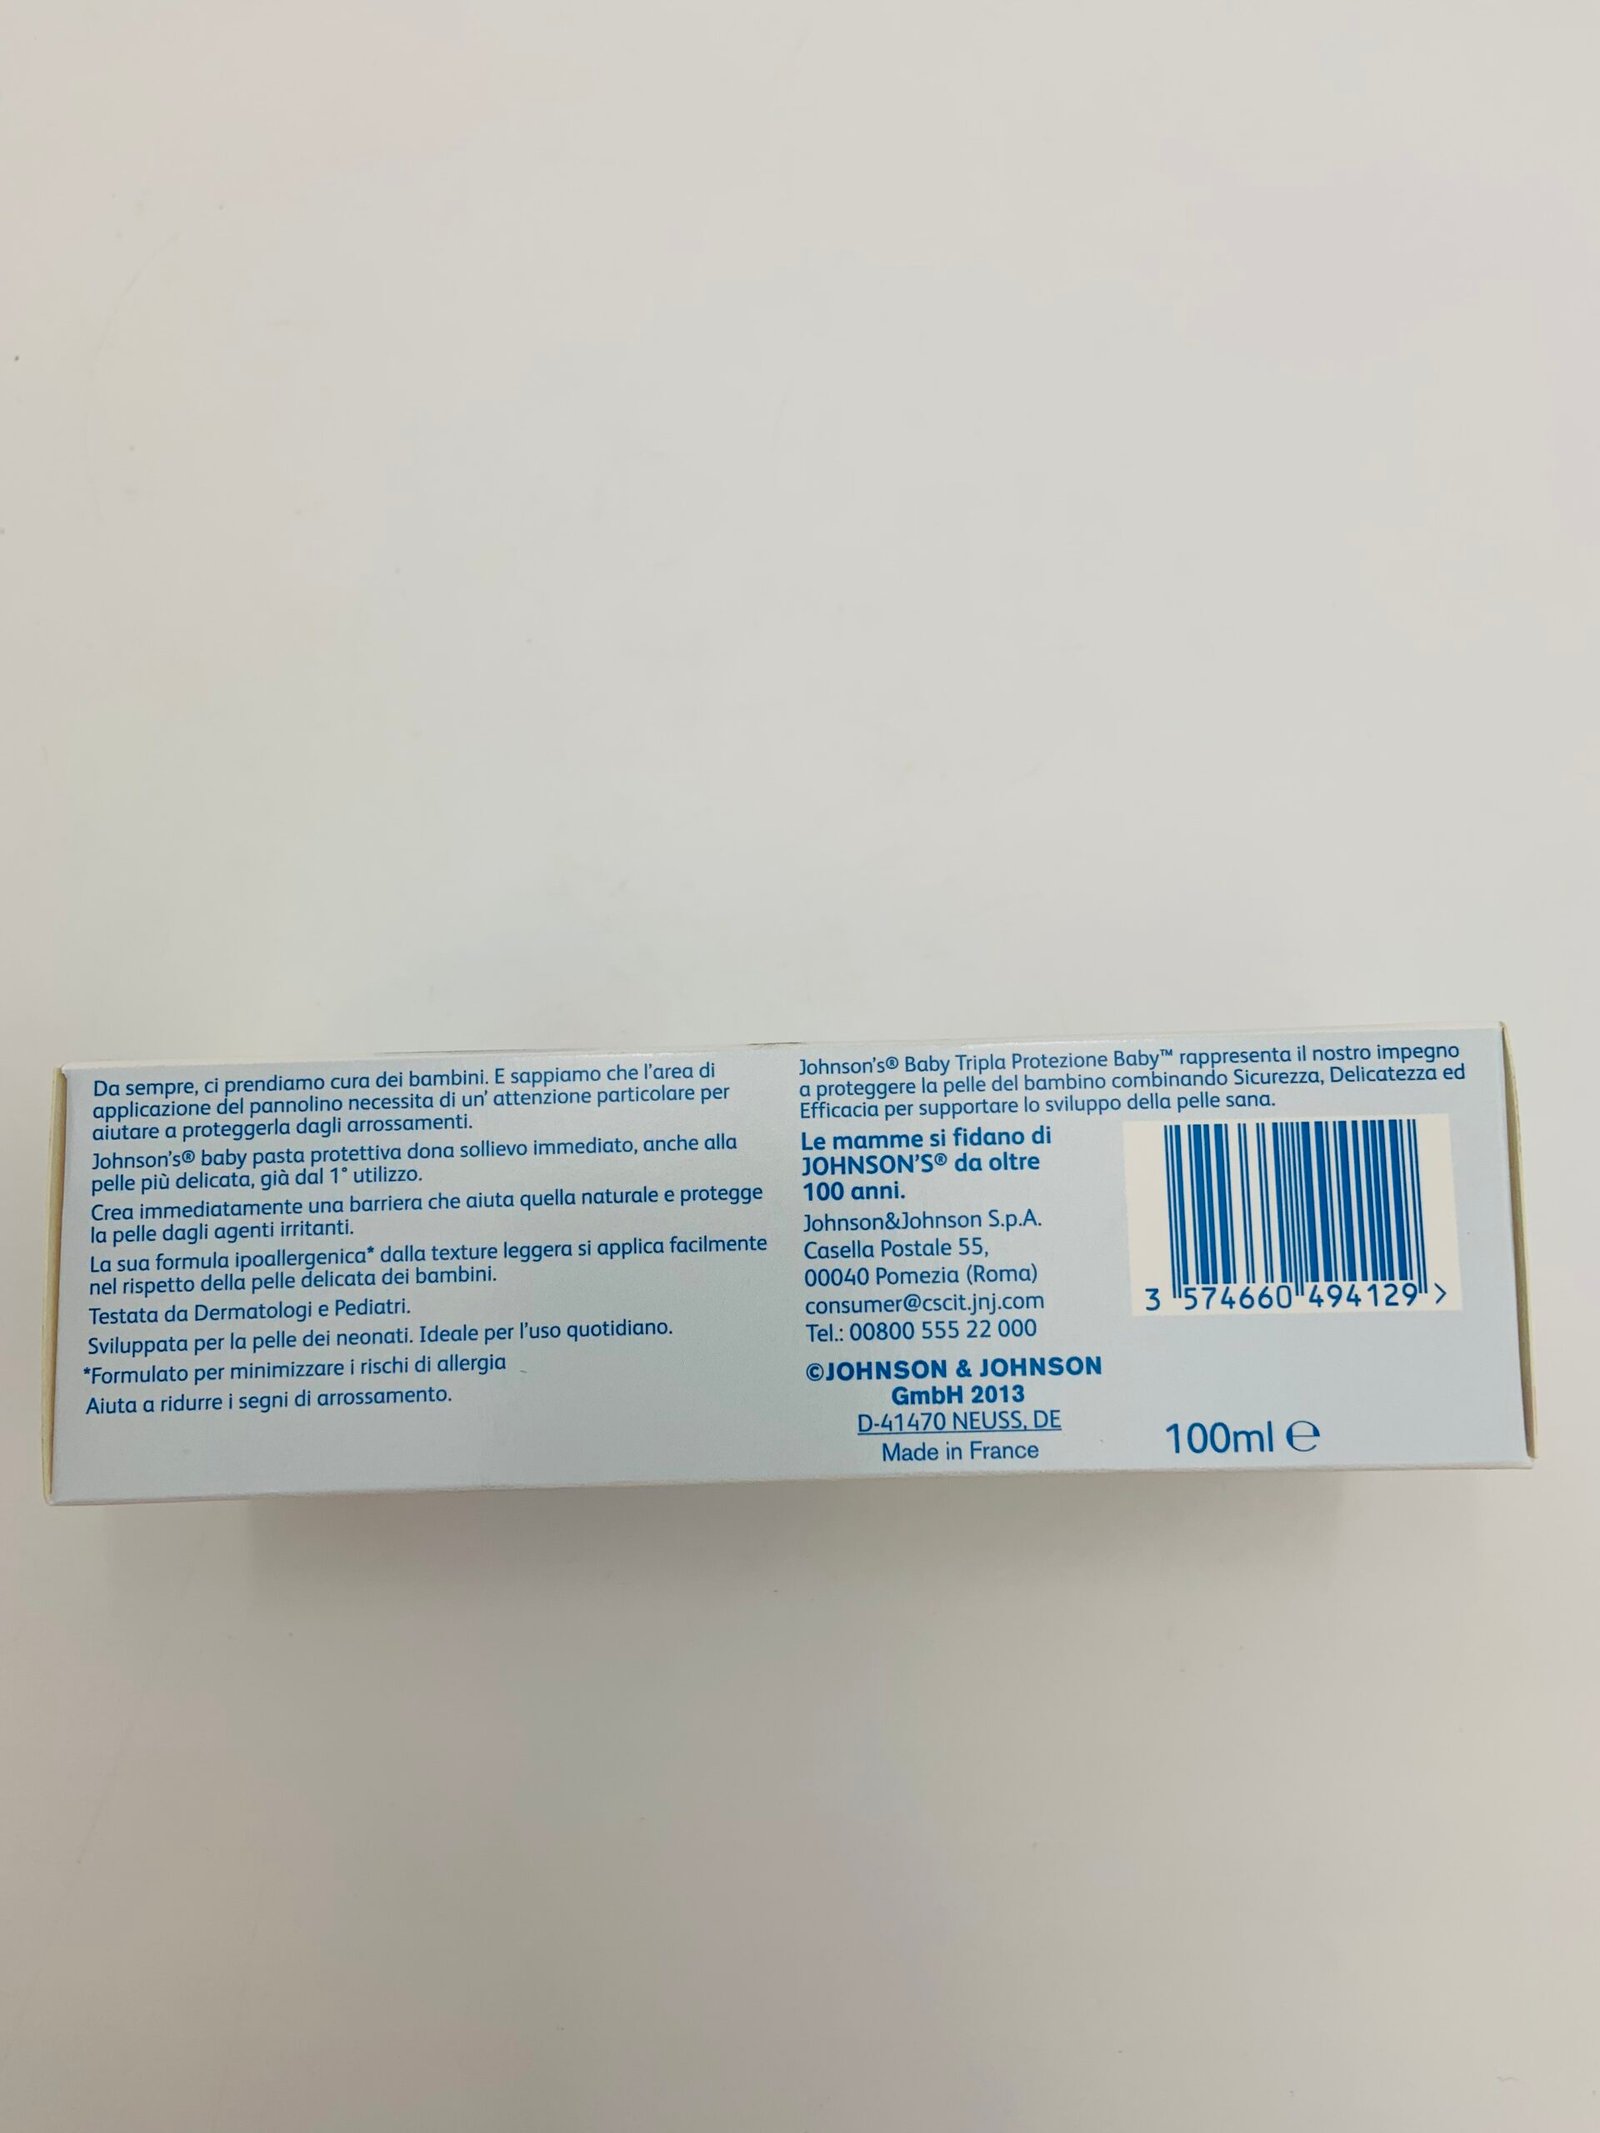 Da sempre, ci prendiamo cura dei bambini. E sappiamo che l'area di
applicazione del pannolino necessita di un' attenzione particolare per
aiutare a proteggerla dagli arrossamenti.
Johnson's® baby pasta protettiva dona sollievo immediato, anche alla
pelle più delicata, già dal 1° utilizzo.
Crea immediatamente una barriera che aiuta quella naturale e protegge
la pelle dagli agenti irritanti.
La sua formula ipoallergenica* dalla texture leggera si applica facilmente
nel rispetto della pelle delicata dei bambini.
Testata da Dermatologi e Pediatri.
Sviluppata per la pelle dei neonati. Ideale per l'uso quotidiano.
*Formulato per minimizzare i rischi di allergia
Aiuta a ridurre i segni di arrossamento.
Johnson's® Baby Tripla Protezione Baby™ rappresenta il nostro impegno
a proteggere la pelle del bambino combinando Sicurezza, Delicatezza ed
Efficacia per supportare lo sviluppo della pelle sana.
Le mamme si fidano di
JOHNSON'S® da oltre
100 anni.
Johnson&Johnson S.p.A.
Casella Postale 55,
00040 Pomezia (Roma)
consumer@cscit.jnj.com
Tel.: 00800 555 22 000
©JOHNSON & JOHNSON
GmbH 2013
D-41470 NEUSS, DE
Made in France
3 574660 494129 >
100ml ℮